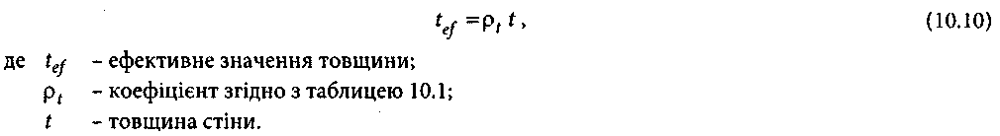 t_ef = ρ_t t , (10.10)
де t_ef – ефективне значення товщини;
ρ_t – коефіцієнт згідно з таблицею 10.1;
t – товщина стіни.